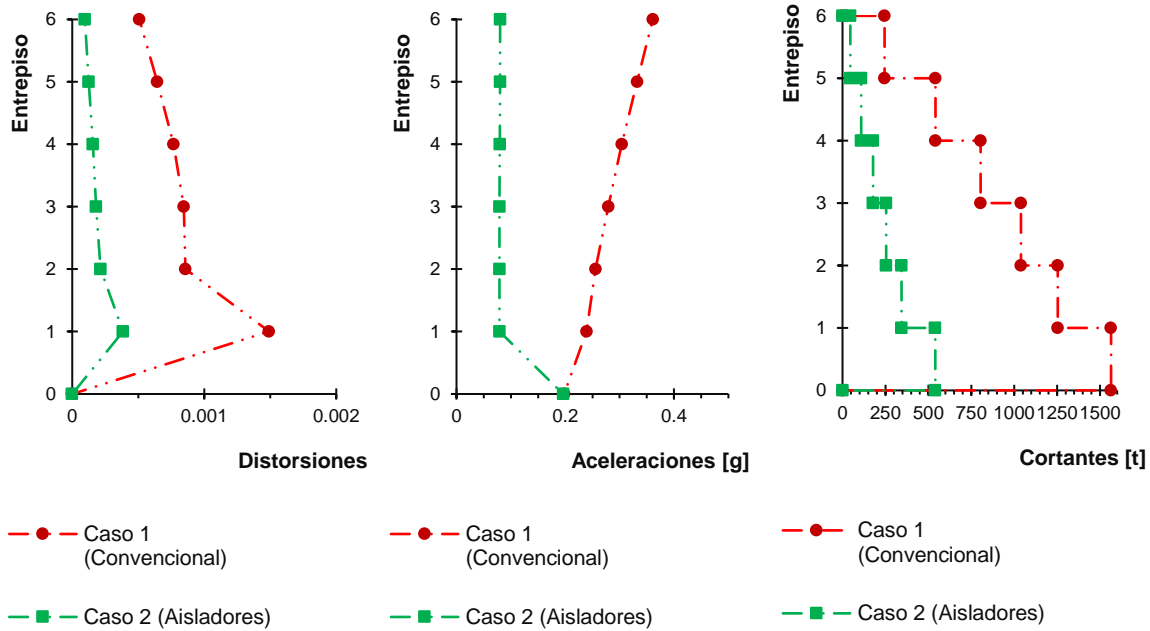 Entrepiso
6
5
4
3
2
1
0
0
0.001
0.002
Distorsiones
Caso 1
(Convencional)
Caso 2 (Aisladores)
Entrepiso
6
5
4
3
2
1
0
0
0.2
0.4
Aceleraciones [g]
Caso 1
(Convencional)
Caso 2 (Aisladores)
Entrepiso
6
5
4
3
2
1
0
0
250
500
750
1000
1250
1500
Cortantes [t]
Caso 1
(Convencional)
Caso 2 (Aisladores)